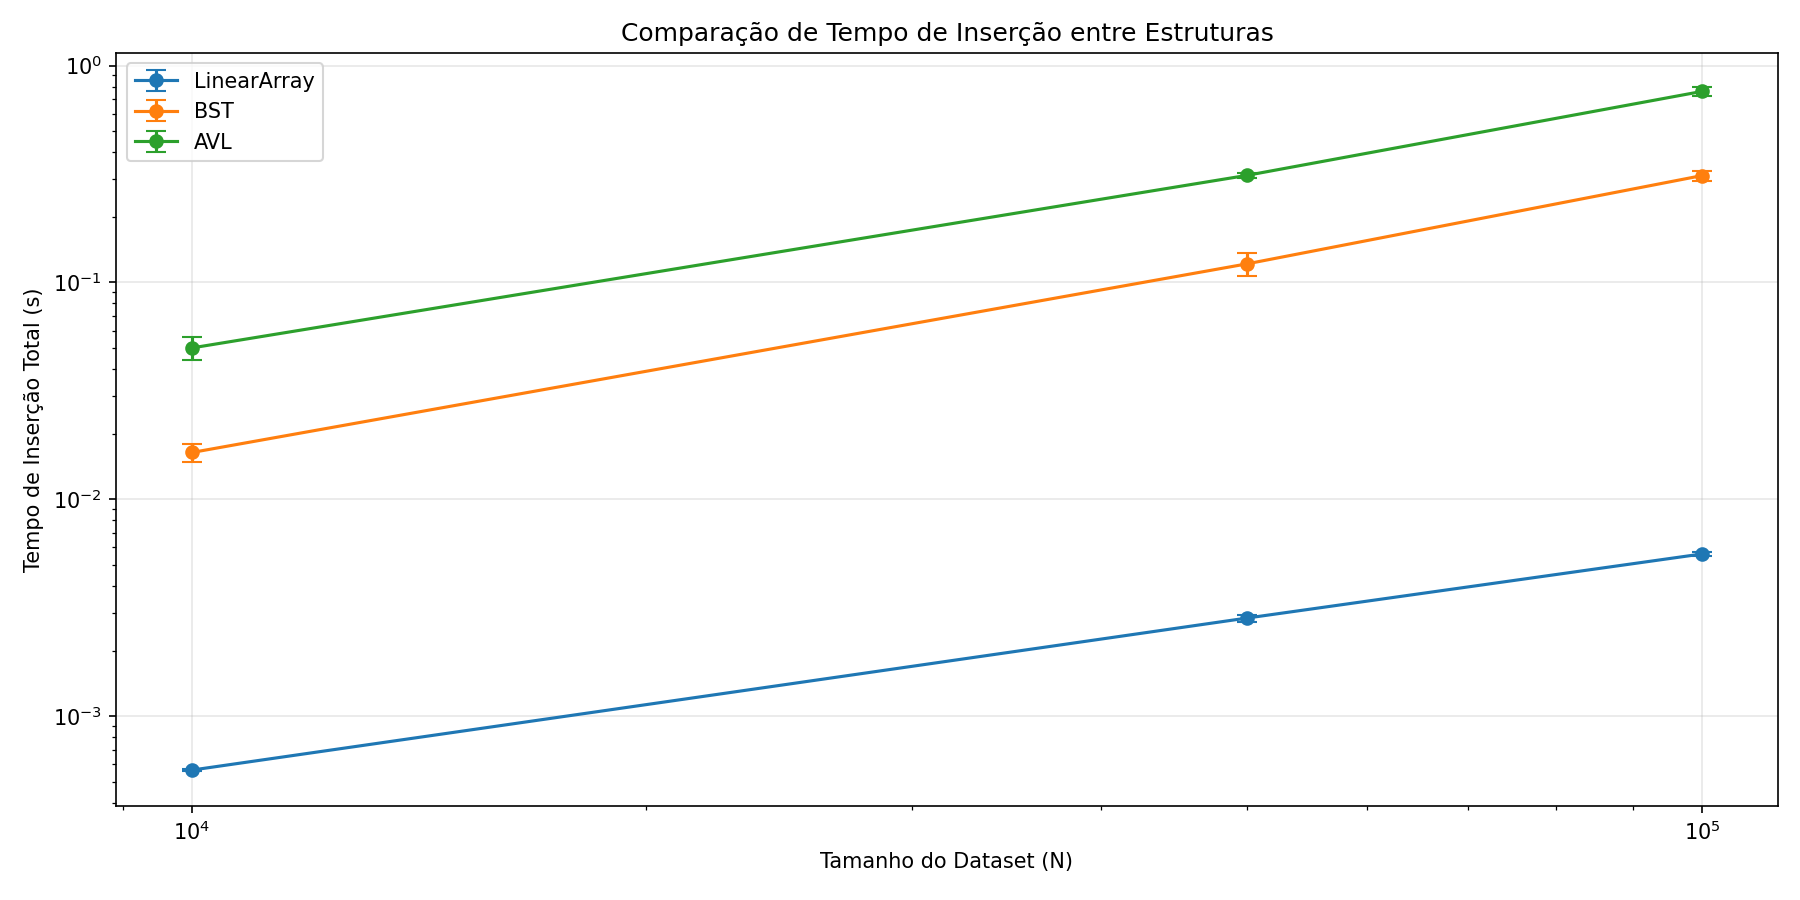 Comparação de Tempo de Inserção entre Estruturas
LinearArray
BST
AVL
Tempo de Inserção Total (s)
10⁰
10⁻¹
10⁻²
10⁻³
10⁴
10⁵
Tamanho do Dataset (N)